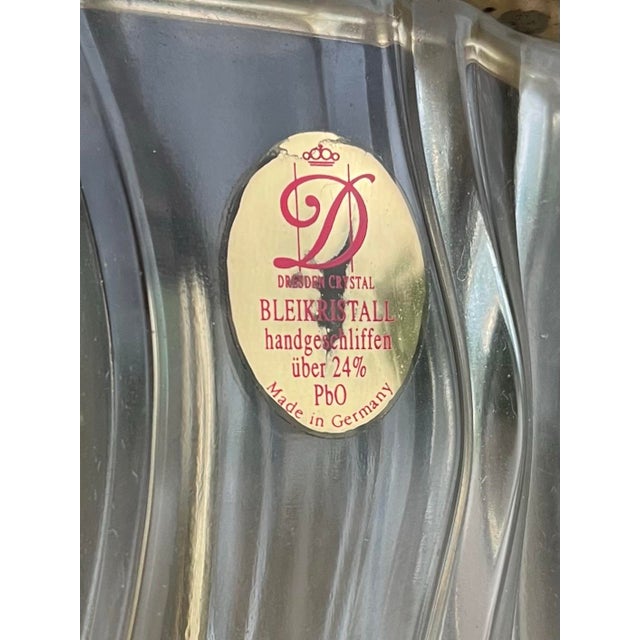 D
DRESDEN CRYSTAL
BLEIKRISTALL
handgeschliffen
über 24%
PbO
Made in Germany